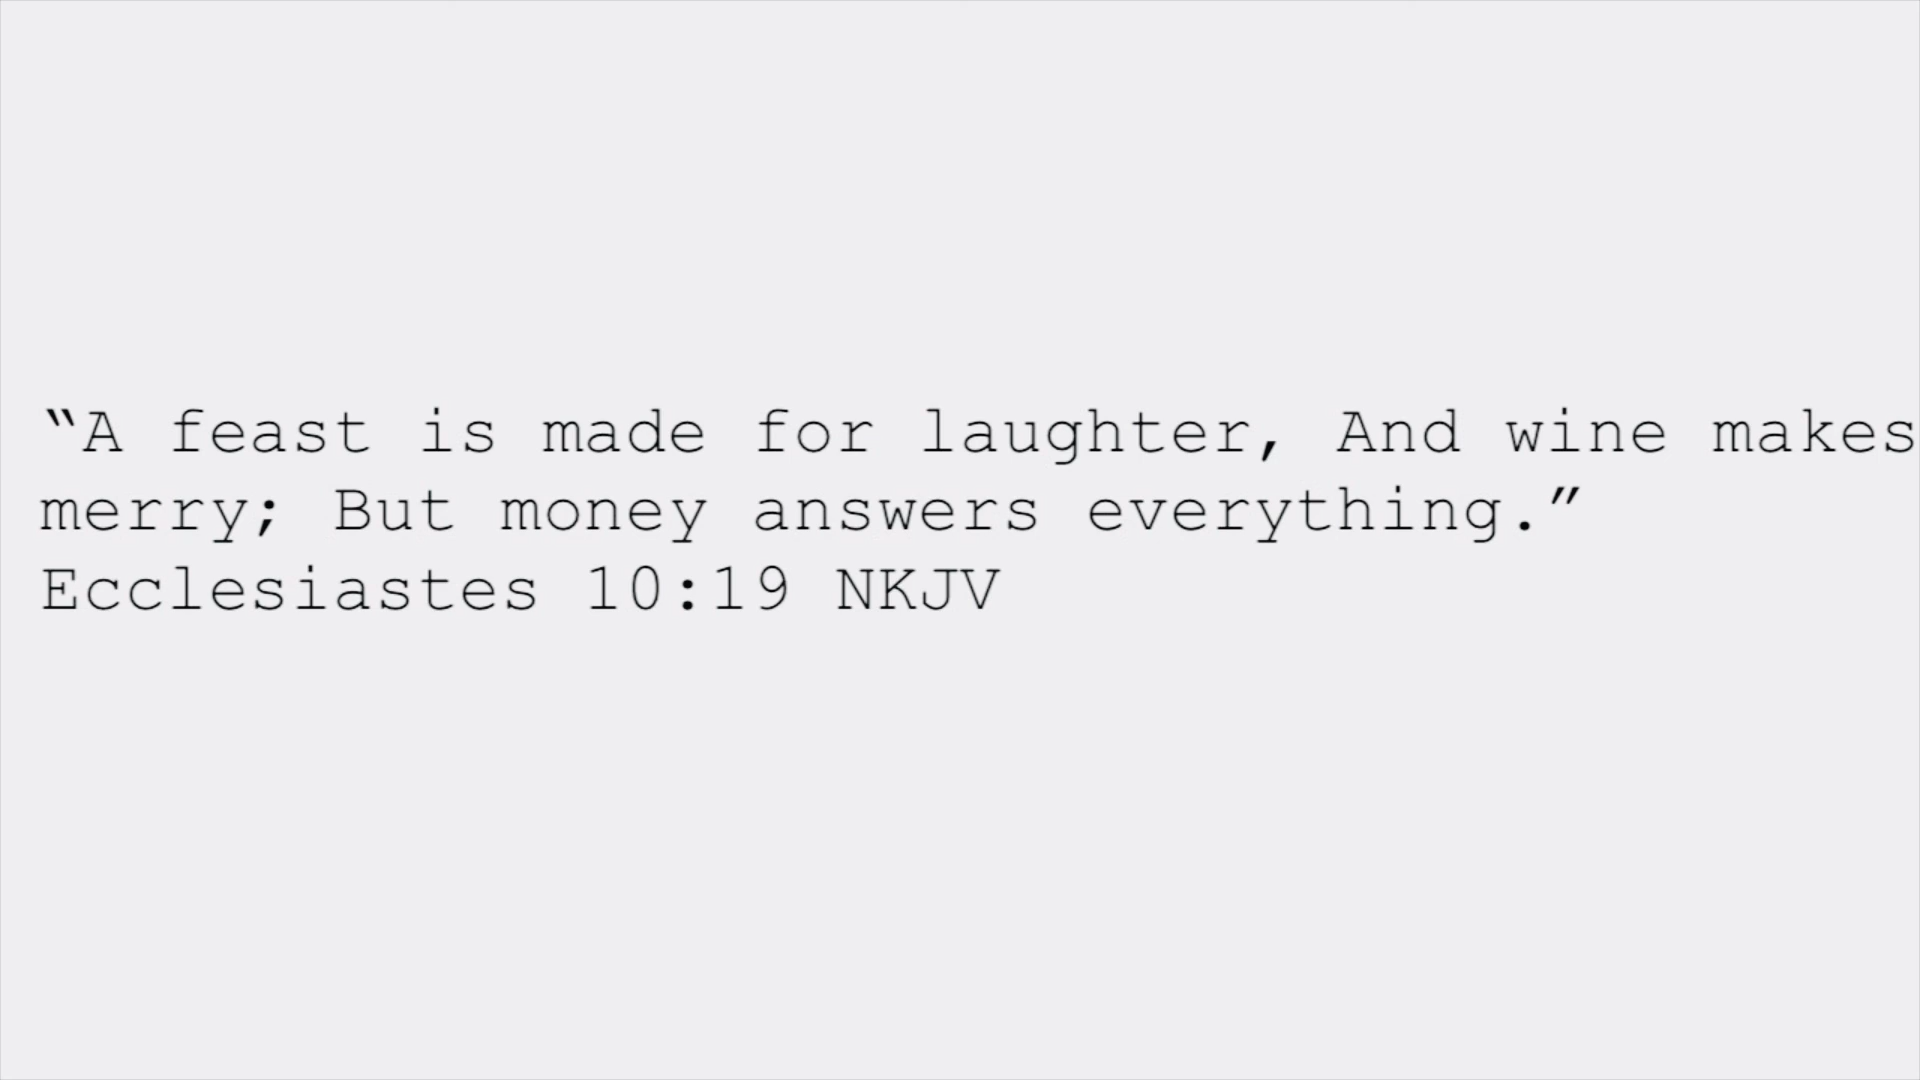 “A feast is made for laughter, And wine makes
merry; But money answers everything.”
Ecclesiastes 10:19 NKJV